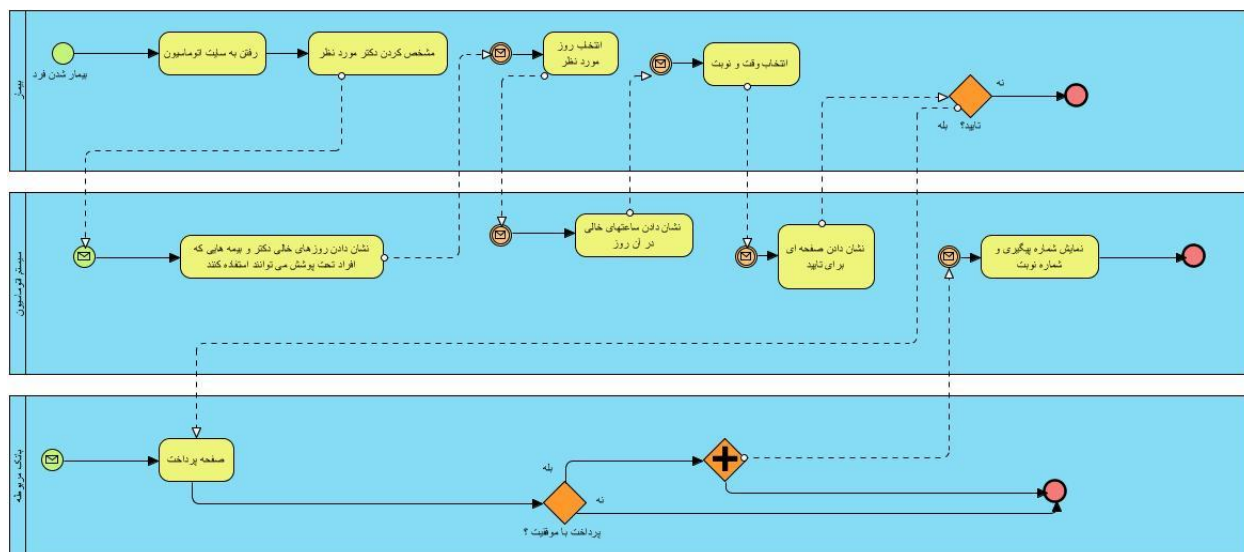 بیمار
بیمار شدن فرد
رفتن به سایت اتوماسیون
مشخص کردن دکتر مورد نظر
انتخاب روز
مورد نظر
انتخاب وقت و نوبت
تایید؟
بله
نه
سیستم اتوماسیون
نشان دادن روزهای خالی دکتر و بیمه هایی که
افراد تحت پوشش می توانند استفاده کنند
نشان دادن ساعتهای خالی
در آن روز
نشان دادن صفحه ای
برای تایید
نمایش شماره پیگیری و
شماره نوبت
بانک مربوطه
صفحه پرداخت
پرداخت با موفقیت ؟
بله
نه